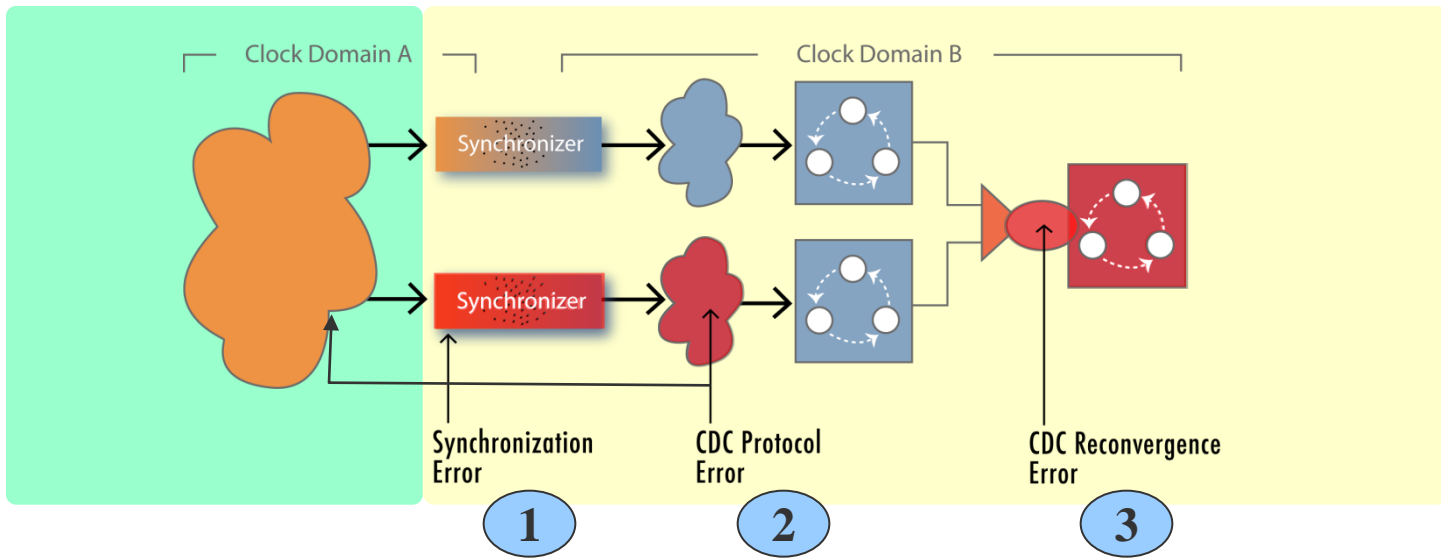 Clock Domain A
Clock Domain B
Synchronizer
Synchronizer
Synchronization
Error
CDC Protocol
Error
CDC Reconvergence
Error
1
2
3